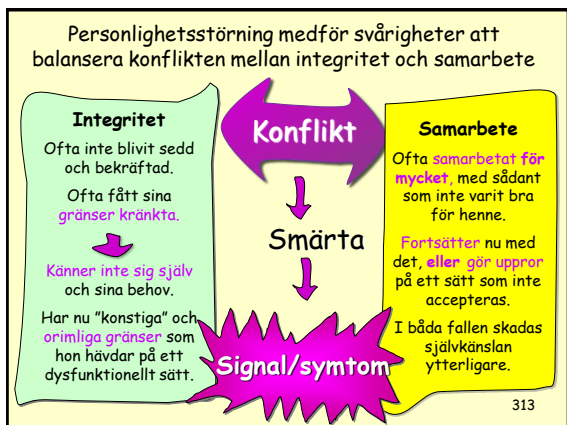 Personlighetsstörning medför svårigheter att
balansera konflikten mellan integritet och samarbete
Integritet
Ofta inte blivit sedd
och bekräftad.
Ofta fått sina
gränser kränkta.
Känner inte sig själv
och sina behov.
Har nu "konstiga" och
orimliga gränser som
hon hävdar på ett
dysfunktionellt sätt.
Konflikt
Smärta
Signal/symtom
Samarbete
Ofta samarbetat för
mycket, med sådant
som inte varit bra
för henne.
Fortsätter nu med
det, eller gör uppror
på ett sätt som inte
accepteras.
I båda fallen skadas
självkänslan
ytterligare.
313